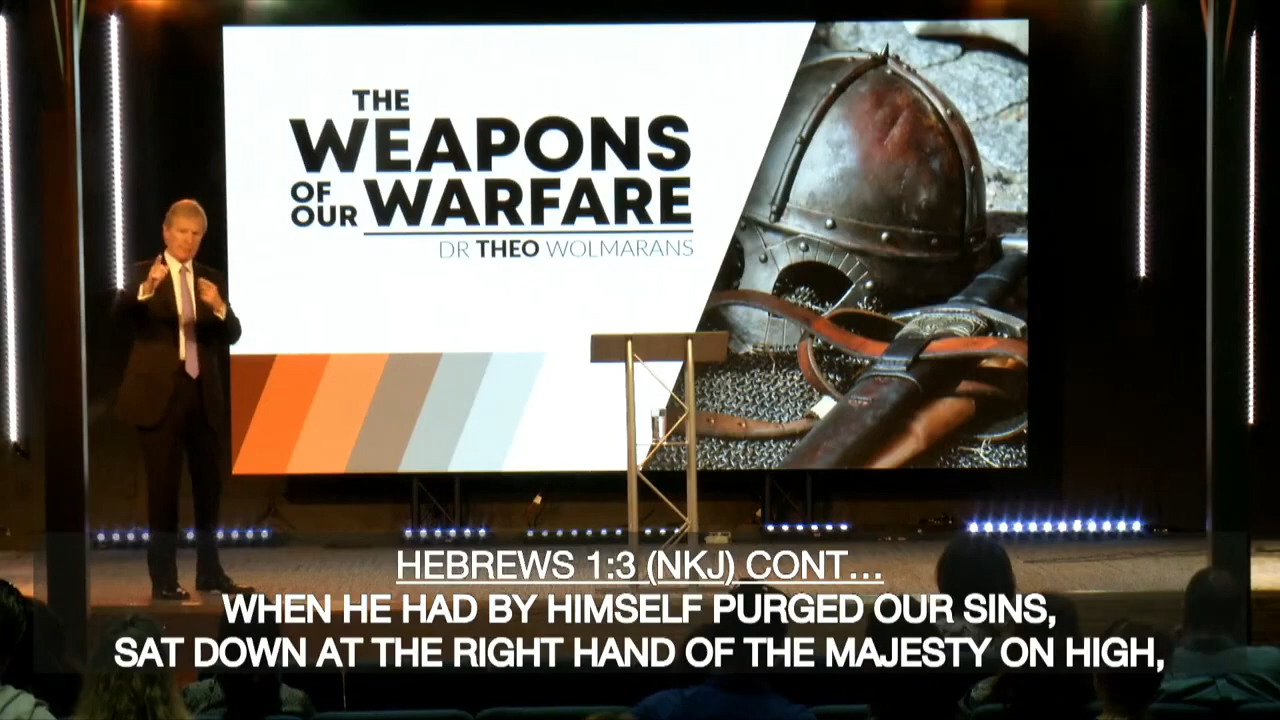 THE
WEAPONS
OF OUR WARFARE
DR THEO WOLMARANS
HEBREWS 1:3 (NKJ) CONT...
WHEN HE HAD BY HIMSELF PURGED OUR SINS,
SAT DOWN AT THE RIGHT HAND OF THE MAJESTY ON HIGH,